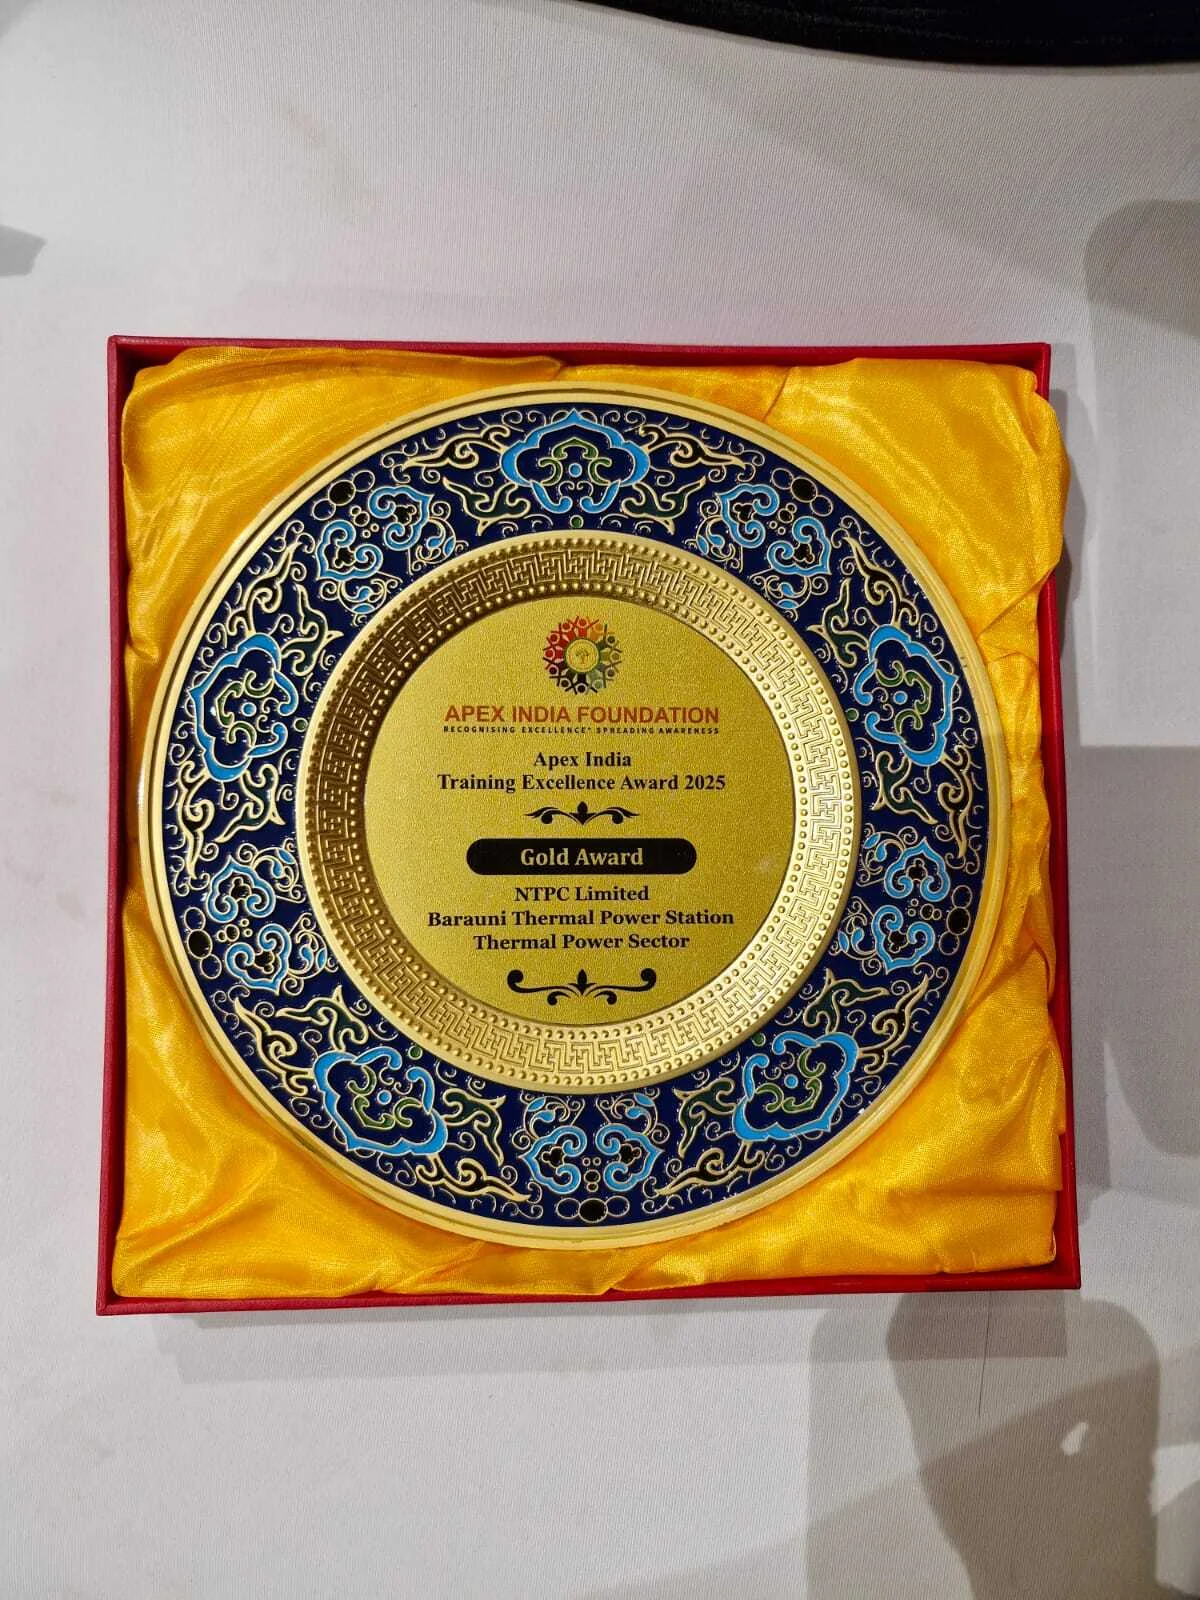 APEX INDIA FOUNDATION
RECOGNISING EXCELLENCE* SPREADING AWARENESS
Apex India
Training Excellence Award 2025
Gold Award
NTPC Limited
Barauni Thermal Power Station
Thermal Power Sector